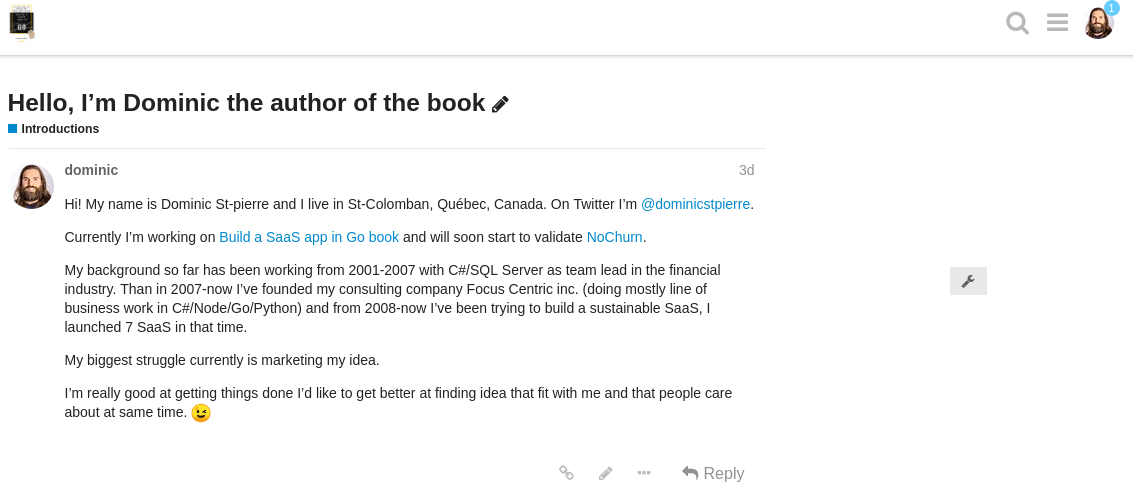 GO
1
Hello, I’m Dominic the author of the book
Introductions
dominic
3d
Hi! My name is Dominic St-pierre and I live in St-Colomban, Québec, Canada. On Twitter I’m @dominicstpierre.
Currently I’m working on Build a SaaS app in Go book and will soon start to validate NoChurn.
My background so far has been working from 2001-2007 with C#/SQL Server as team lead in the financial
industry. Than in 2007-now I’ve founded my consulting company Focus Centric inc. (doing mostly line of
business work in C#/Node/Go/Python) and from 2008-now I’ve been trying to build a sustainable SaaS, I
launched 7 SaaS in that time.
My biggest struggle currently is marketing my idea.
I’m really good at getting things done I’d like to get better at finding idea that fit with me and that people care
about at same time. 😉
Reply